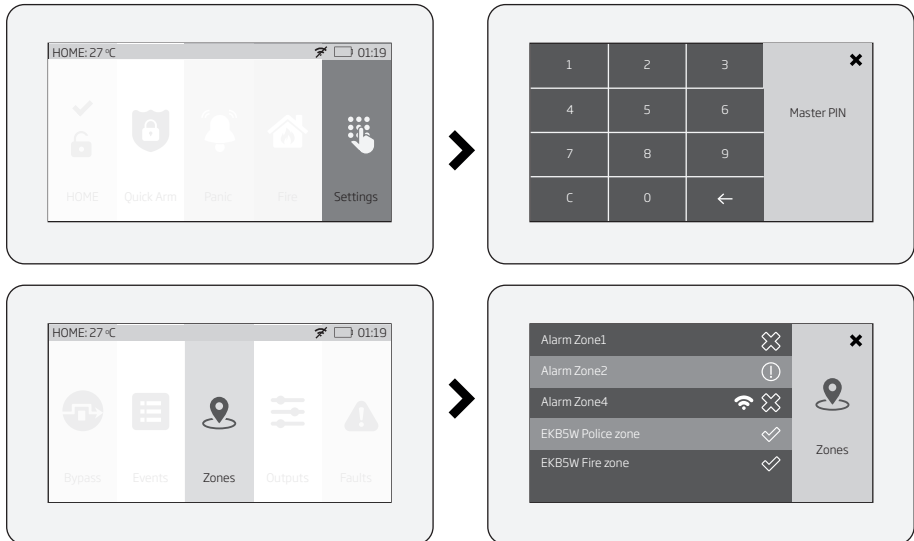 HOME: 27 ºC 01:19
HOME Quick Arm Panic Fire Settings
1 2 3
4 5 6
7 8 9
C 0
Master PIN
HOME: 27 ºC 01:19
Bypass Events Zones Outputs Faults
Alarm Zone1
Alarm Zone2
Alarm Zone4
EKB5W Police zone
EKB5W Fire zone
Zones